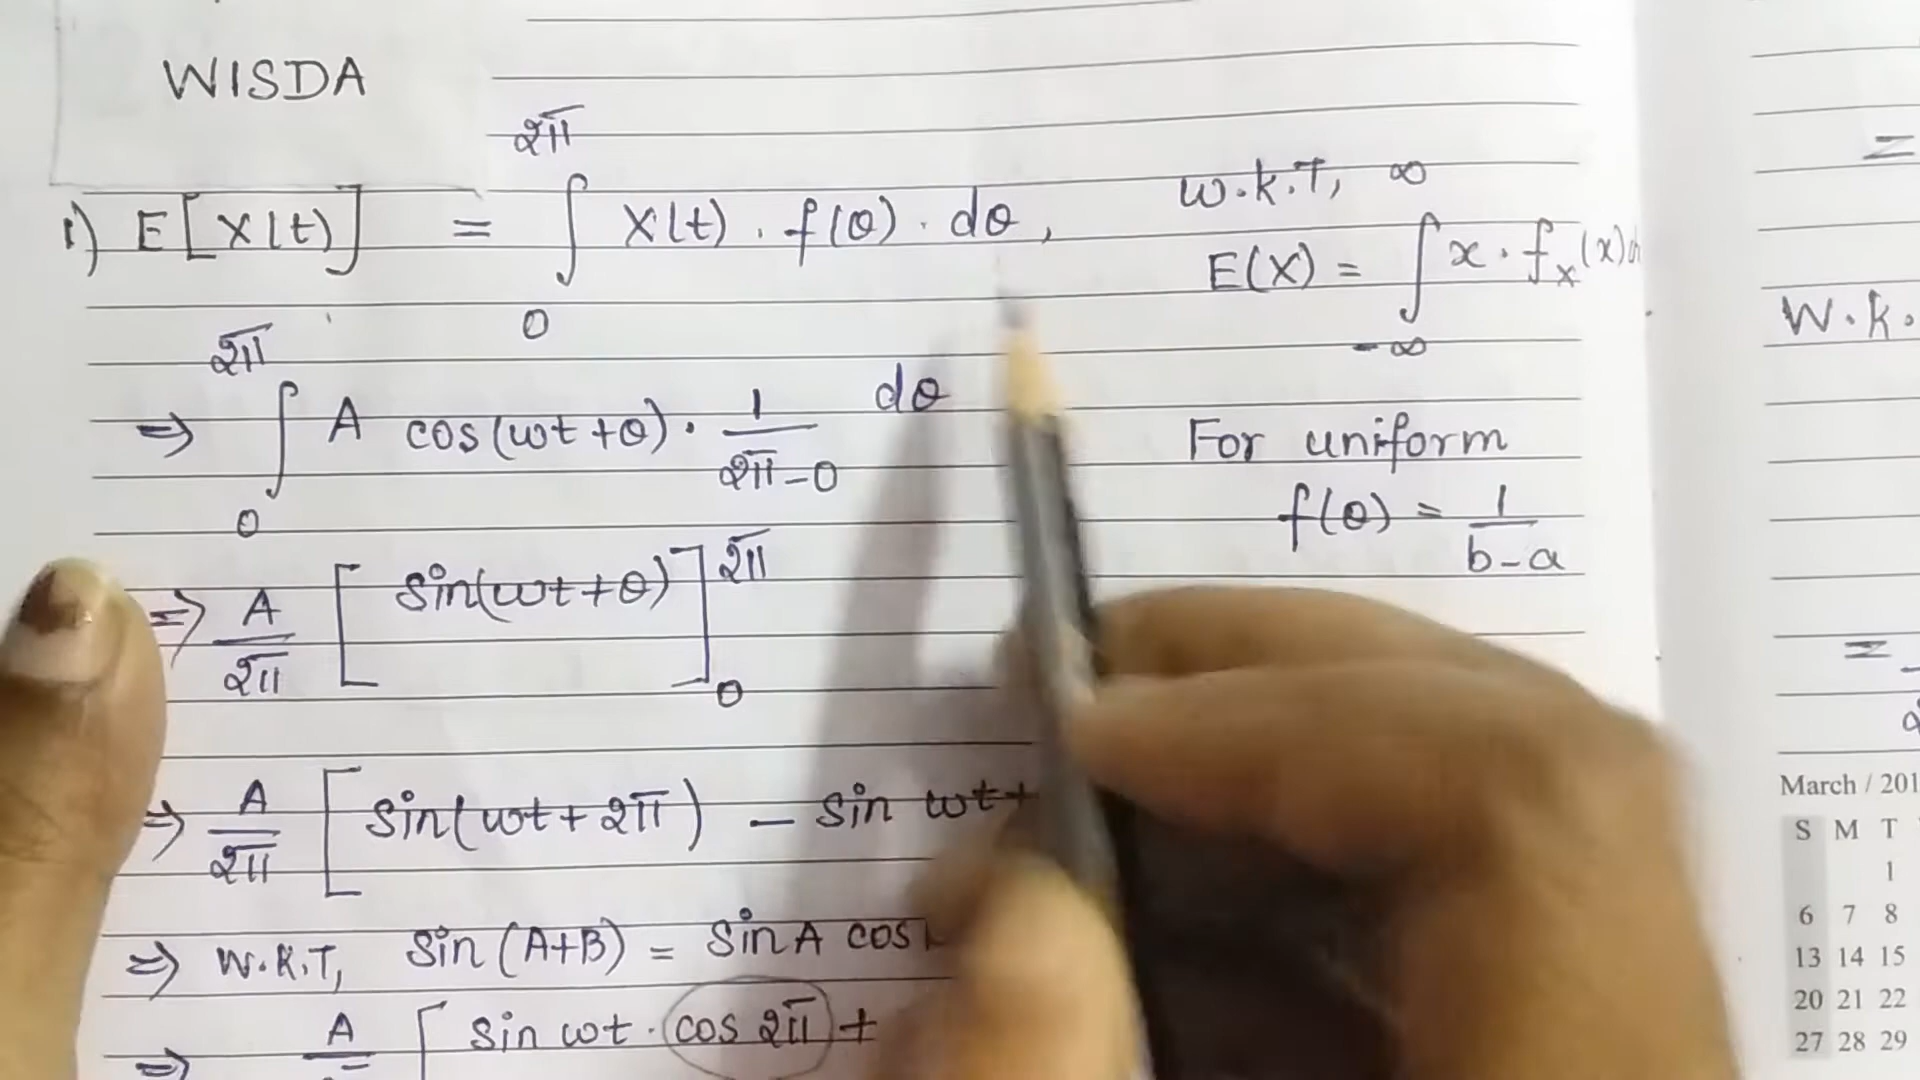 WISDA
1) E[X(t)] = ∫₀^2π X(t) . f(θ) . dθ,
W.K.T,
E(X) = ∫_-∞^∞ x . f_X(x)
⇒ ∫₀^2π A cos(ωt+θ) . 1/(2π-0) dθ
For uniform
f(θ) = 1/(b-a)
⇒ A/2π [sin(ωt+θ)]₀^2π
⇒ A/2π [sin(ωt+2π) - sin ωt+
⇒ W.K.T, sin(A+B) = sin A cos
⇒ A [sin ωt . cos 2π +
=
W.K.
=
March / 201
S M T
1
6 7 8
13 14 15
20 21 22
27 28 29